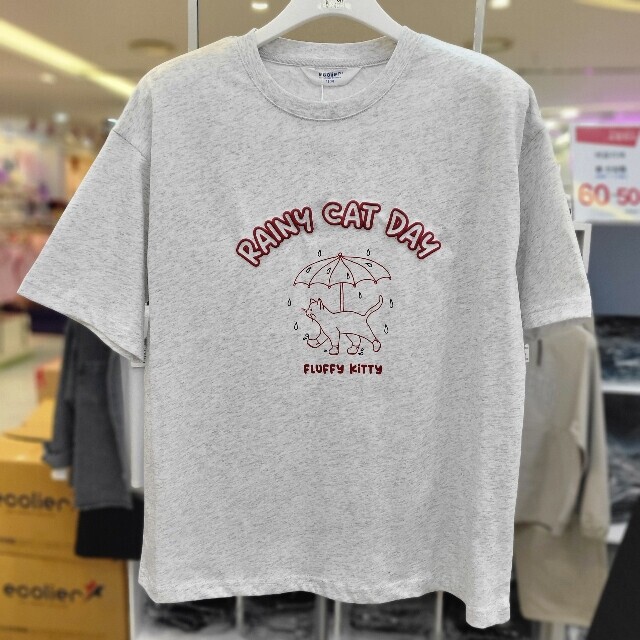 RAINY CAT DAY
FLUFFY KITTY
60~50
ecolier
ecolier